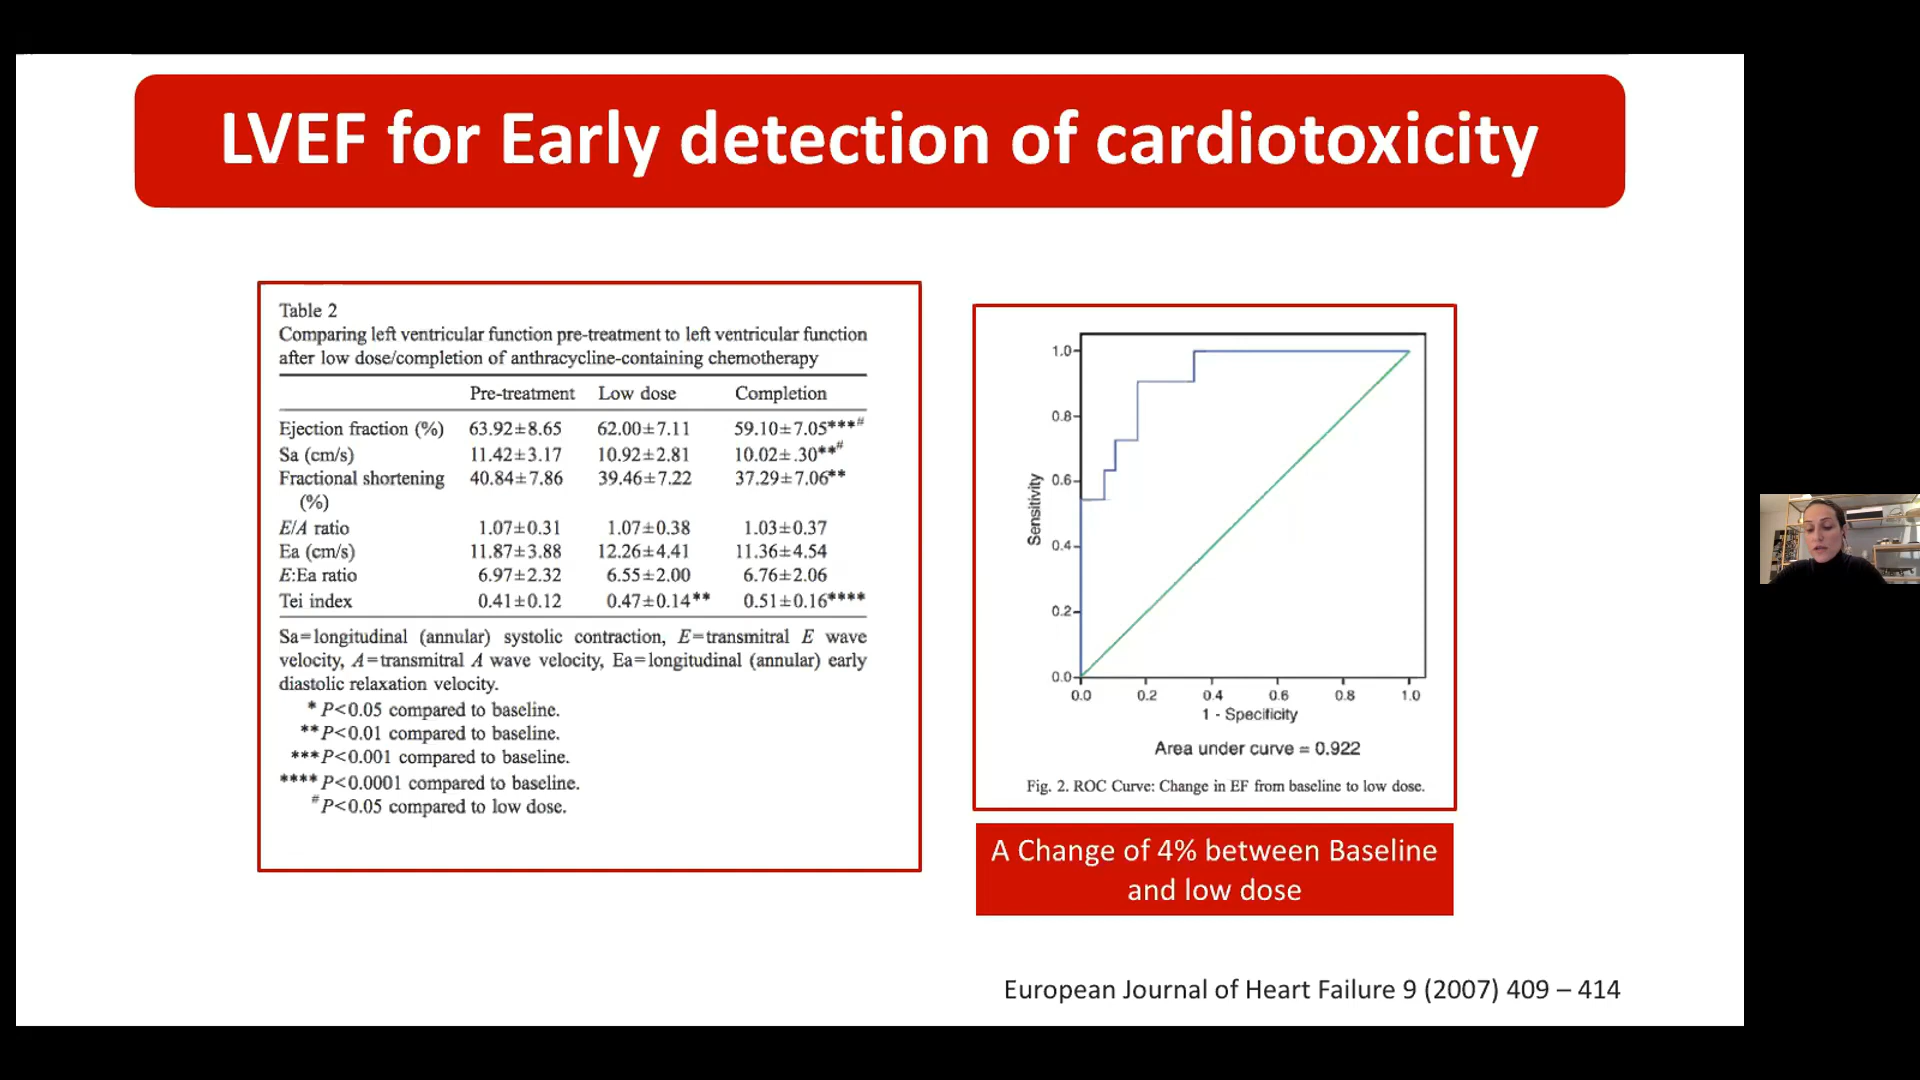 LVEF for Early detection of cardiotoxicity
Table 2
Comparing left ventricular function pre-treatment to left ventricular function
after low dose/completion of anthracycline-containing chemotherapy
Pre-treatment Low dose Completion
Ejection fraction (%) 63.92±8.65 62.00±7.11 59.10±7.05***#
Sa (cm/s) 11.42±3.17 10.92±2.81 10.02±.30**#
Fractional shortening 40.84±7.86 39.46±7.22 37.29±7.06**
(%)
E/A ratio 1.07±0.31 1.07±0.38 1.03±0.37
Ea (cm/s) 11.87±3.88 12.26±4.41 11.36±4.54
E:Ea ratio 6.97±2.32 6.55±2.00 6.76±2.06
Tei index 0.41±0.12 0.47±0.14** 0.51±0.16****
Sa=longitudinal (annular) systolic contraction, E=transmitral E wave
velocity, A=transmitral A wave velocity, Ea=longitudinal (annular) early
diastolic relaxation velocity.
* P<0.05 compared to baseline.
** P<0.01 compared to baseline.
*** P<0.001 compared to baseline.
**** P<0.0001 compared to baseline.
# P<0.05 compared to low dose.
1.0
0.8
0.6
0.4
0.2
0.0
Sensitivity
0.0 0.2 0.4 0.6 0.8 1.0
1 - Specificity
Area under curve = 0.922
Fig. 2. ROC Curve: Change in EF from baseline to low dose.
A Change of 4% between Baseline
and low dose
European Journal of Heart Failure 9 (2007) 409 – 414